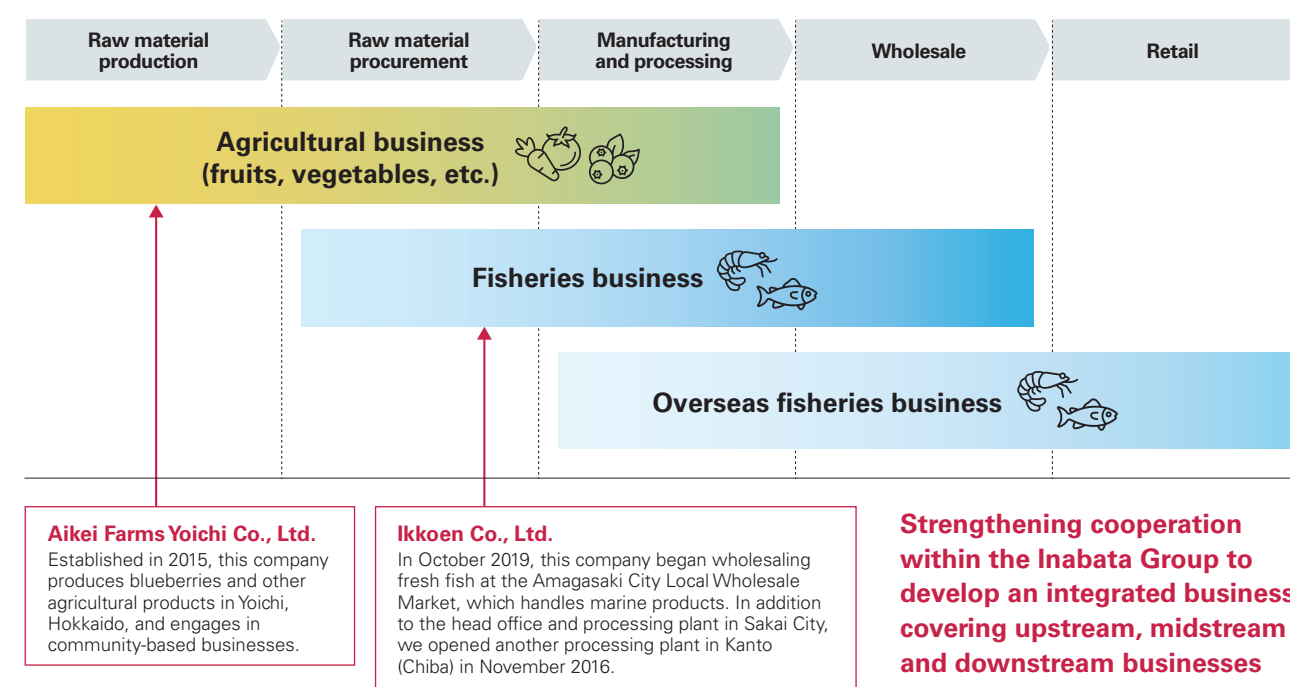 Raw material
production
Raw material
procurement
Manufacturing
and processing
Wholesale
Retail
Agricultural business
(fruits, vegetables, etc.)
Fisheries business
Overseas fisheries business
Aikei Farms Yoichi Co., Ltd.
Established in 2015, this company
produces blueberries and other
agricultural products in Yoichi,
Hokkaido, and engages in
community-based businesses.
Ikkoen Co., Ltd.
In October 2019, this company began wholesaling
fresh fish at the Amagasaki City Local Wholesale
Market, which handles marine products. In addition
to the head office and processing plant in Sakai City,
we opened another processing plant in Kanto
(Chiba) in November 2016.
Strengthening cooperation
within the Inabata Group to
develop an integrated business
covering upstream, midstream
and downstream businesses